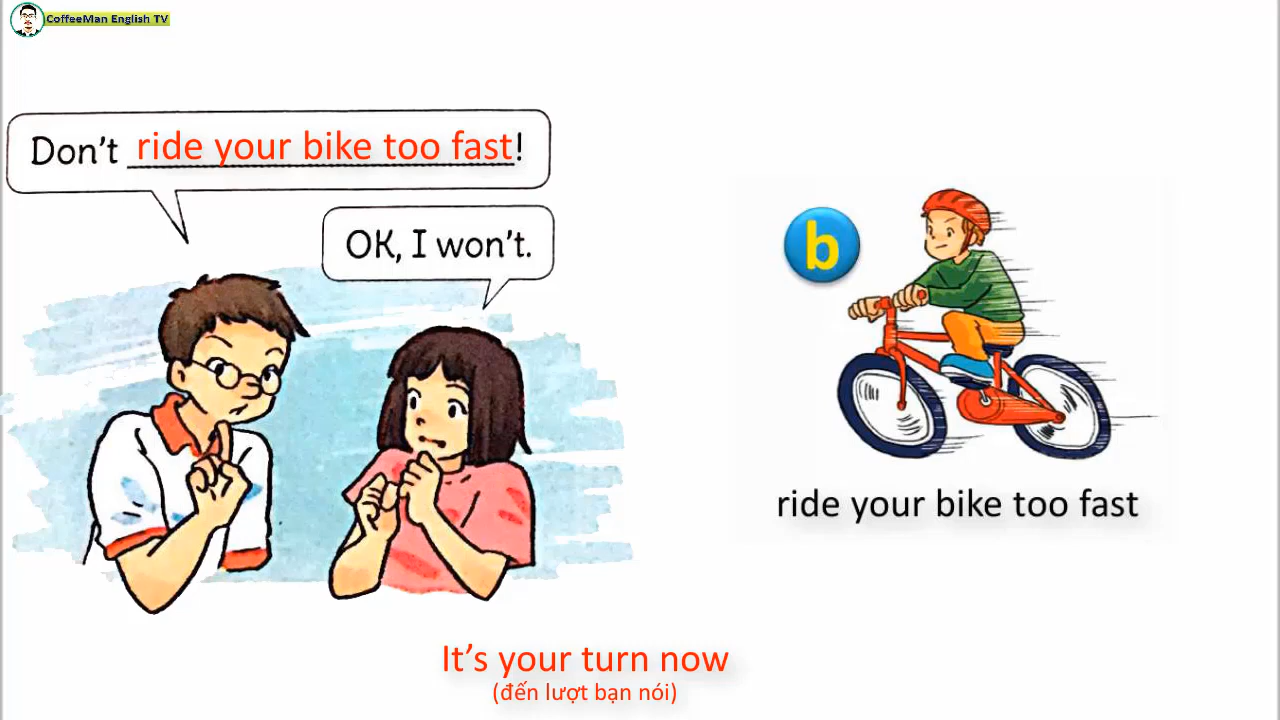 CoffeeMan English TV
Don't ride your bike too fast!
OK, I won't.
b
ride your bike too fast
It's your turn now
(đến lượt bạn nói)